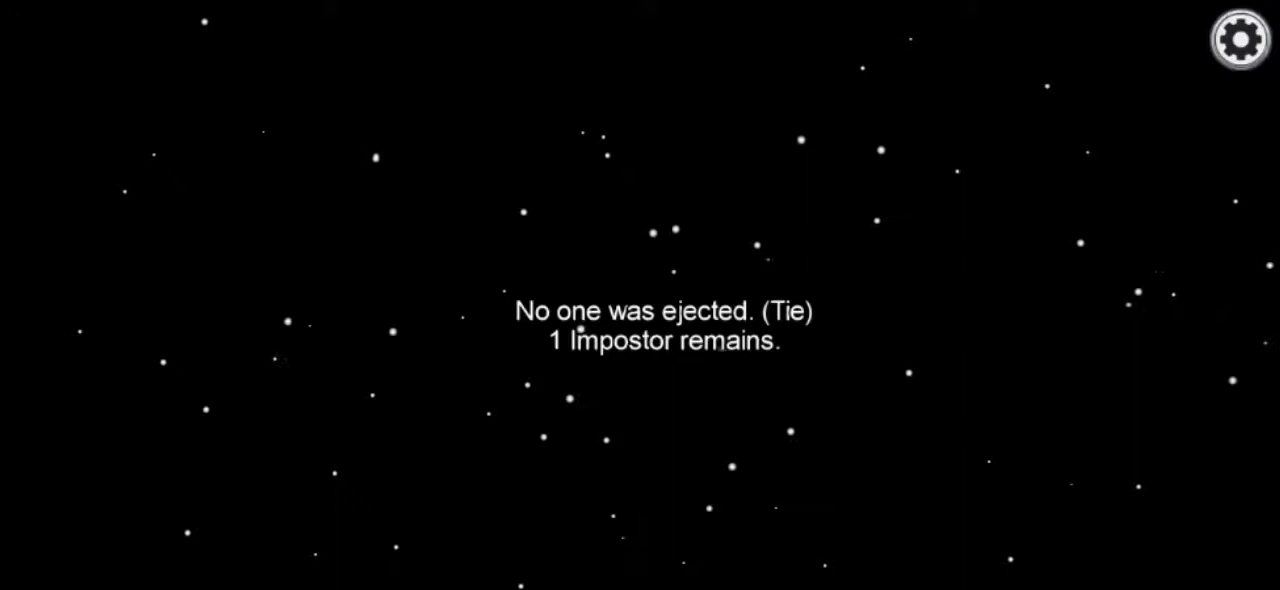 No one was ejected. (Tie)
1 Impostor remains.